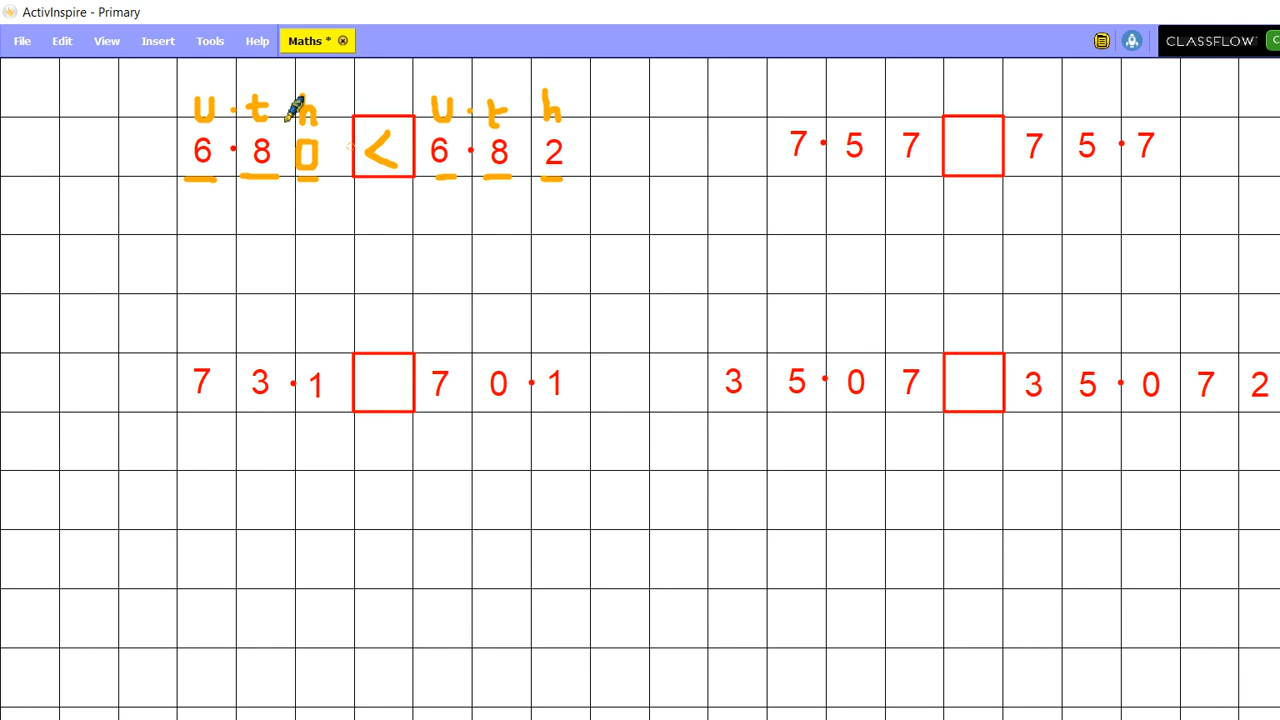 ActivInspire - Primary
File Edit View Insert Tools Help Maths * CLASSFLOW
U · t h U · t h
6 · 8 0 < 6 · 8 2 7 · 5 7 7 5 · 7
7 3 · 1 7 0 · 1 3 5 · 0 7 3 5 · 0 7 2